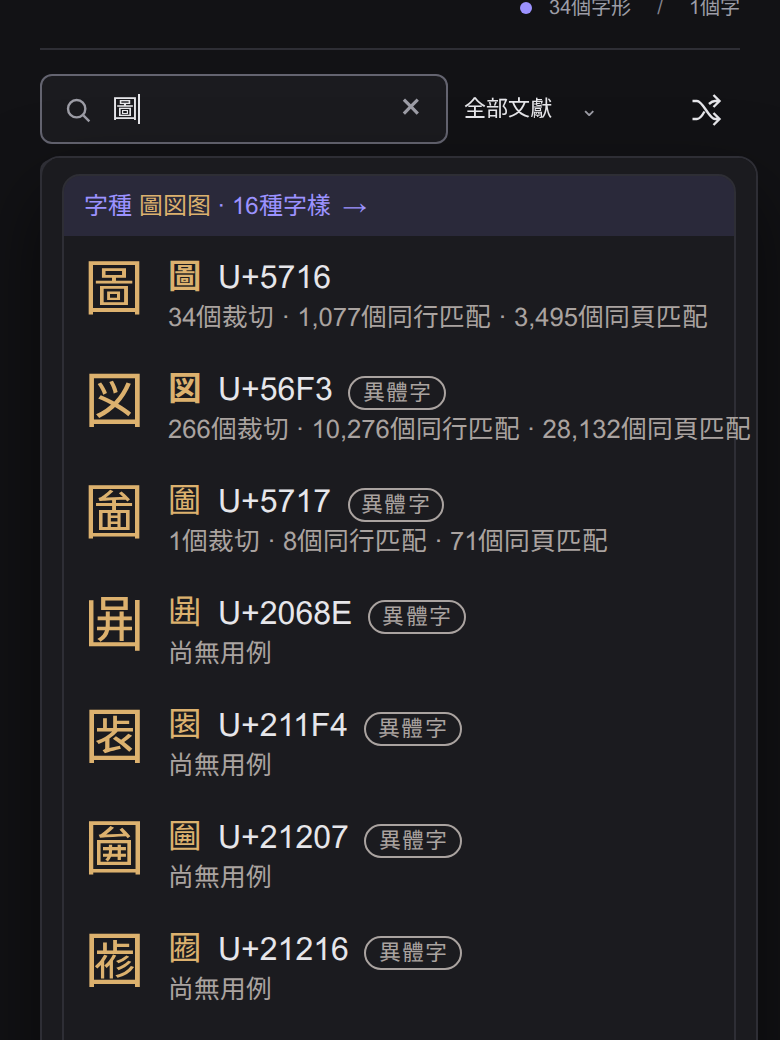 34個字形 / 1個字
圖
全部文獻
字種 圖図图 · 16種字樣 →
圖 圖 U+5716
34個裁切 · 1,077個同行匹配 · 3,495個同頁匹配
図 図 U+56F3 異體字
266個裁切 · 10,276個同行匹配 · 28,132個同頁匹配
圗 圗 U+5717 異體字
1個裁切 · 8個同行匹配 · 71個同頁匹配
𠚎 𠚎 U+2068E 異體字
尚無用例
𡇴 𡇴 U+211F4 異體字
尚無用例
𡈇 𡈇 U+21207 異體字
尚無用例
𡈖 𡈖 U+21216 異體字
尚無用例